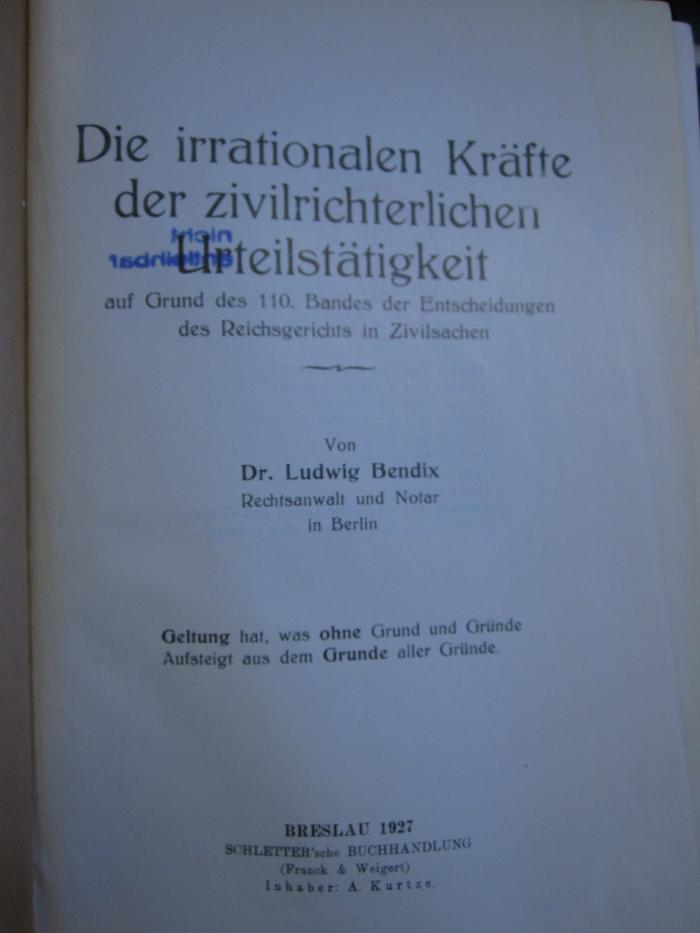 Die irrationalen Kräfte
der zivilrichterlichen
Urteilstätigkeit
nicht
entleihbar
auf Grund des 110. Bandes der Entscheidungen
des Reichsgerichts in Zivilsachen
Von
Dr. Ludwig Bendix
Rechtsanwalt und Notar
in Berlin
Geltung hat, was ohne Grund und Gründe
Aufsteigt aus dem Grunde aller Gründe.
BRESLAU 1927
SCHLETTER'sche BUCHHANDLUNG
(Franck & Weigert)
Inhaber: A. Kurtze.